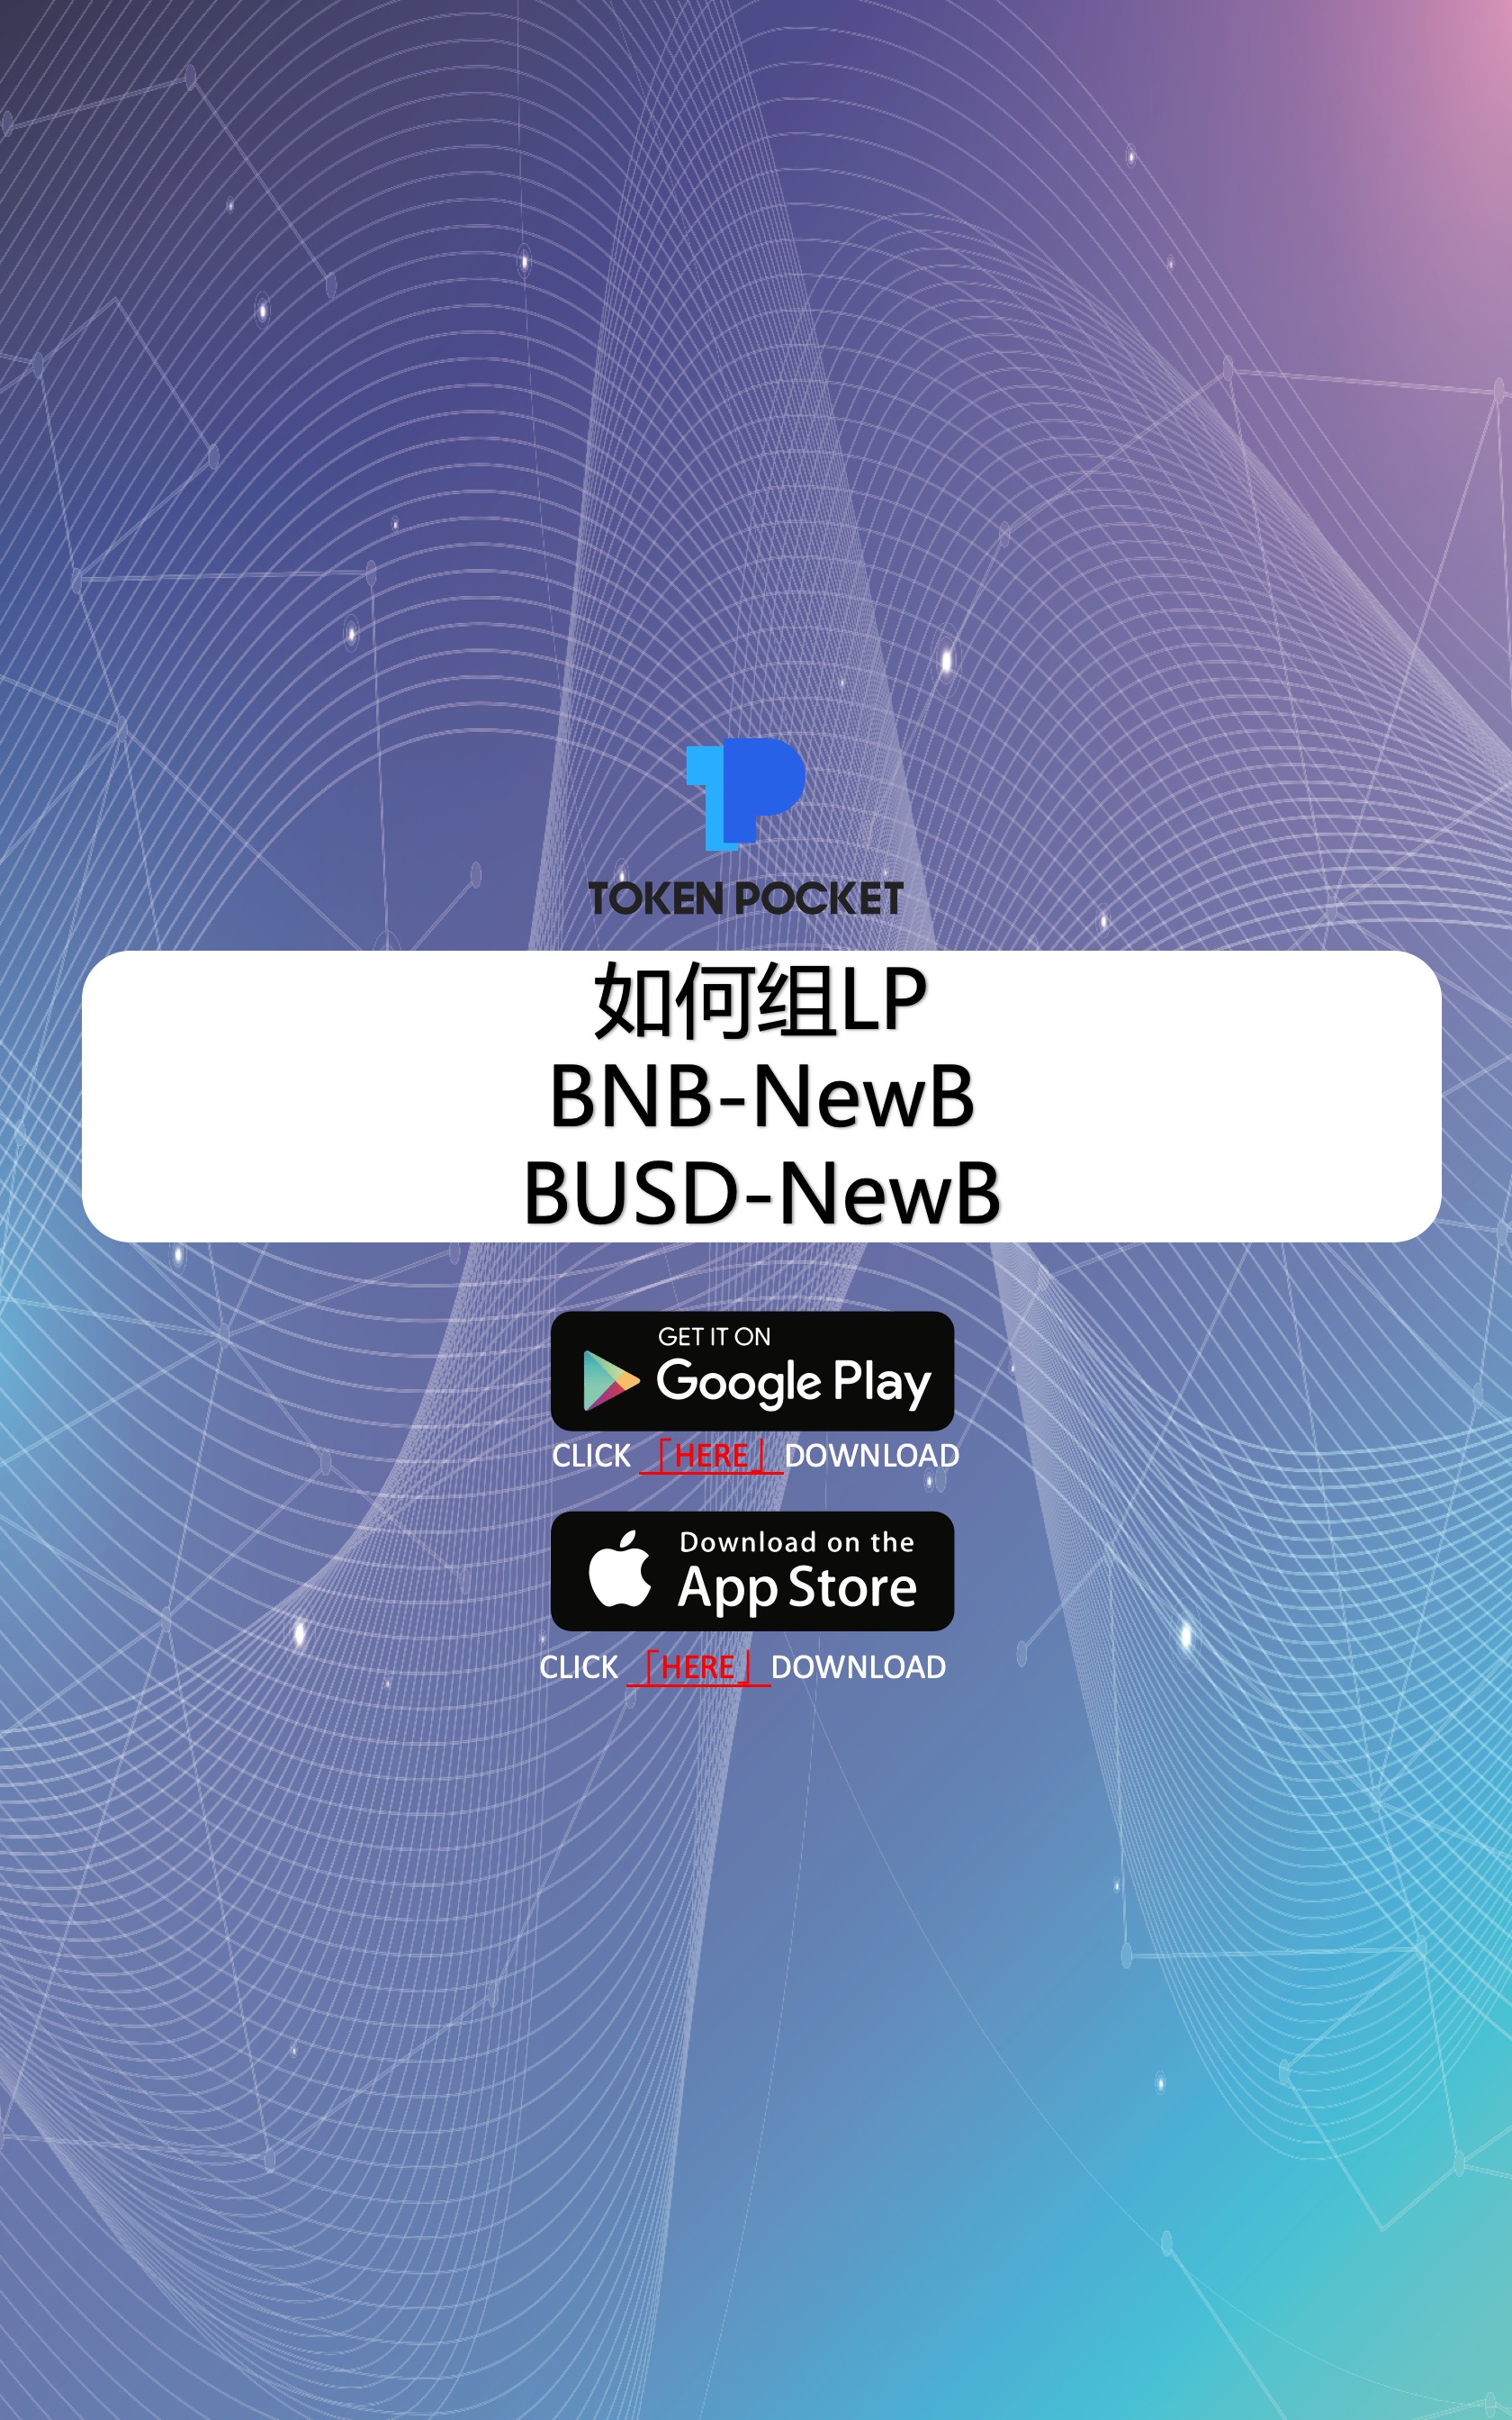 TOKEN POCKET
如何组LP
BNB-NewB
BUSD-NewB
GET IT ON
Google Play
CLICK 「HERE」 DOWNLOAD
Download on the
App Store
CLICK 「HERE」 DOWNLOAD